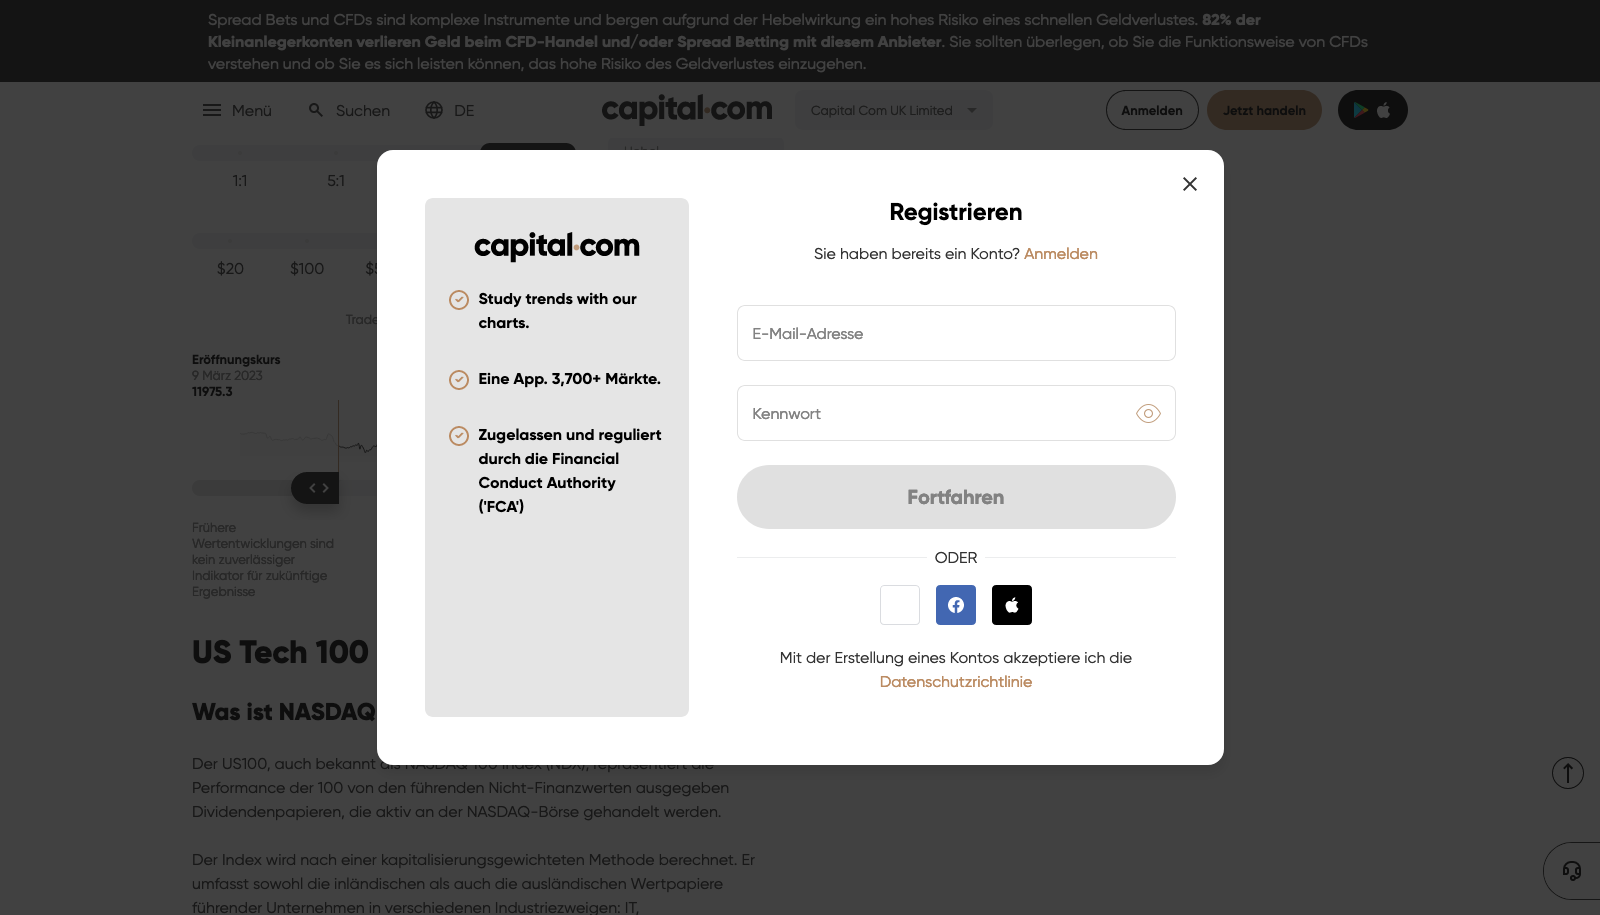 Spread Bets und CFDs sind komplexe Instrumente und bergen aufgrund der Hebelwirkung ein hohes Risiko eines schnellen Geldverlustes. 82% der
Kleinanlegerkonten verlieren Geld beim CFD-Handel und/oder Spread Betting mit diesem Anbieter. Sie sollten überlegen, ob Sie die Funktionsweise von CFDs
verstehen und ob Sie es sich leisten können, das hohe Risiko des Geldverlustes einzugehen.
Menü
Suchen
DE
capital.com
Capital Com UK Limited
Anmelden
Jetzt handeln
1:1
5:1
$20
$100
Trade
Eröffnungskurs
9 März 2023
11975.3
Frühere
Wertentwicklungen sind
kein zuverlässiger
Indikator für zukünftige
Ergebnisse
US Tech 100
Was ist NASDAQ
Der US100, auch bekannt als NASDAQ 100 Index (NDX), repräsentiert die
Performance der 100 von den führenden Nicht-Finanzwerten ausgegeben
Dividendenpapieren, die aktiv an der NASDAQ-Börse gehandelt werden.
Der Index wird nach einer kapitalisierungsgewichteten Methode berechnet. Er
umfasst sowohl die inländischen als auch die ausländischen Wertpapiere
führender Unternehmen in verschiedenen Industriezweigen: IT,
capital.com
Study trends with our
charts.
Eine App. 3,700+ Märkte.
Zugelassen und reguliert
durch die Financial
Conduct Authority
('FCA')
Registrieren
Sie haben bereits ein Konto? Anmelden
E-Mail-Adresse
Kennwort
Fortfahren
ODER
Mit der Erstellung eines Kontos akzeptiere ich die
Datenschutzrichtlinie